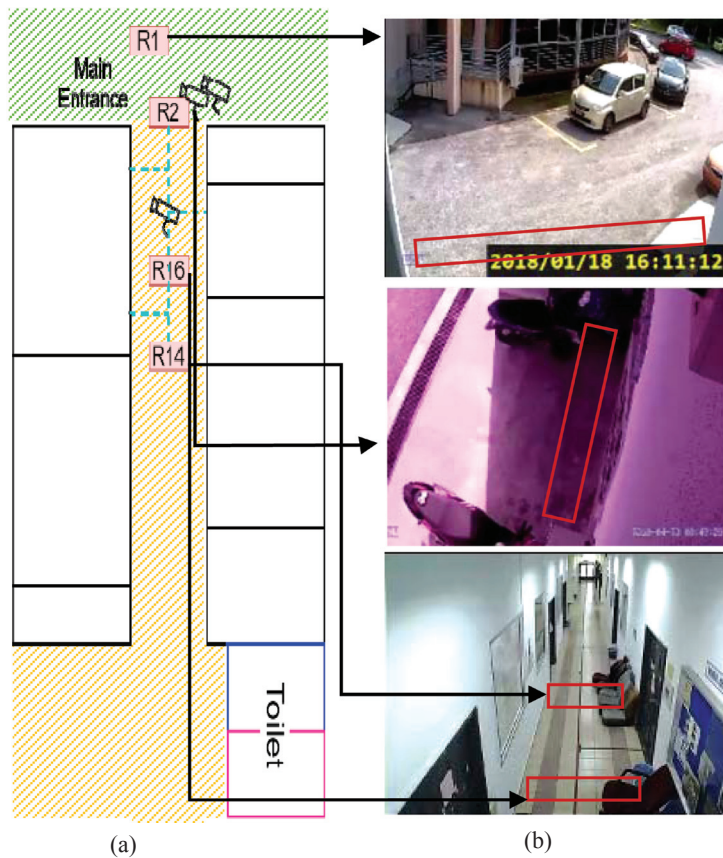 R1
Main
Entrance
R2
R16
R14
Toilet
2018/01/18 16:11:12
(a)
(b)